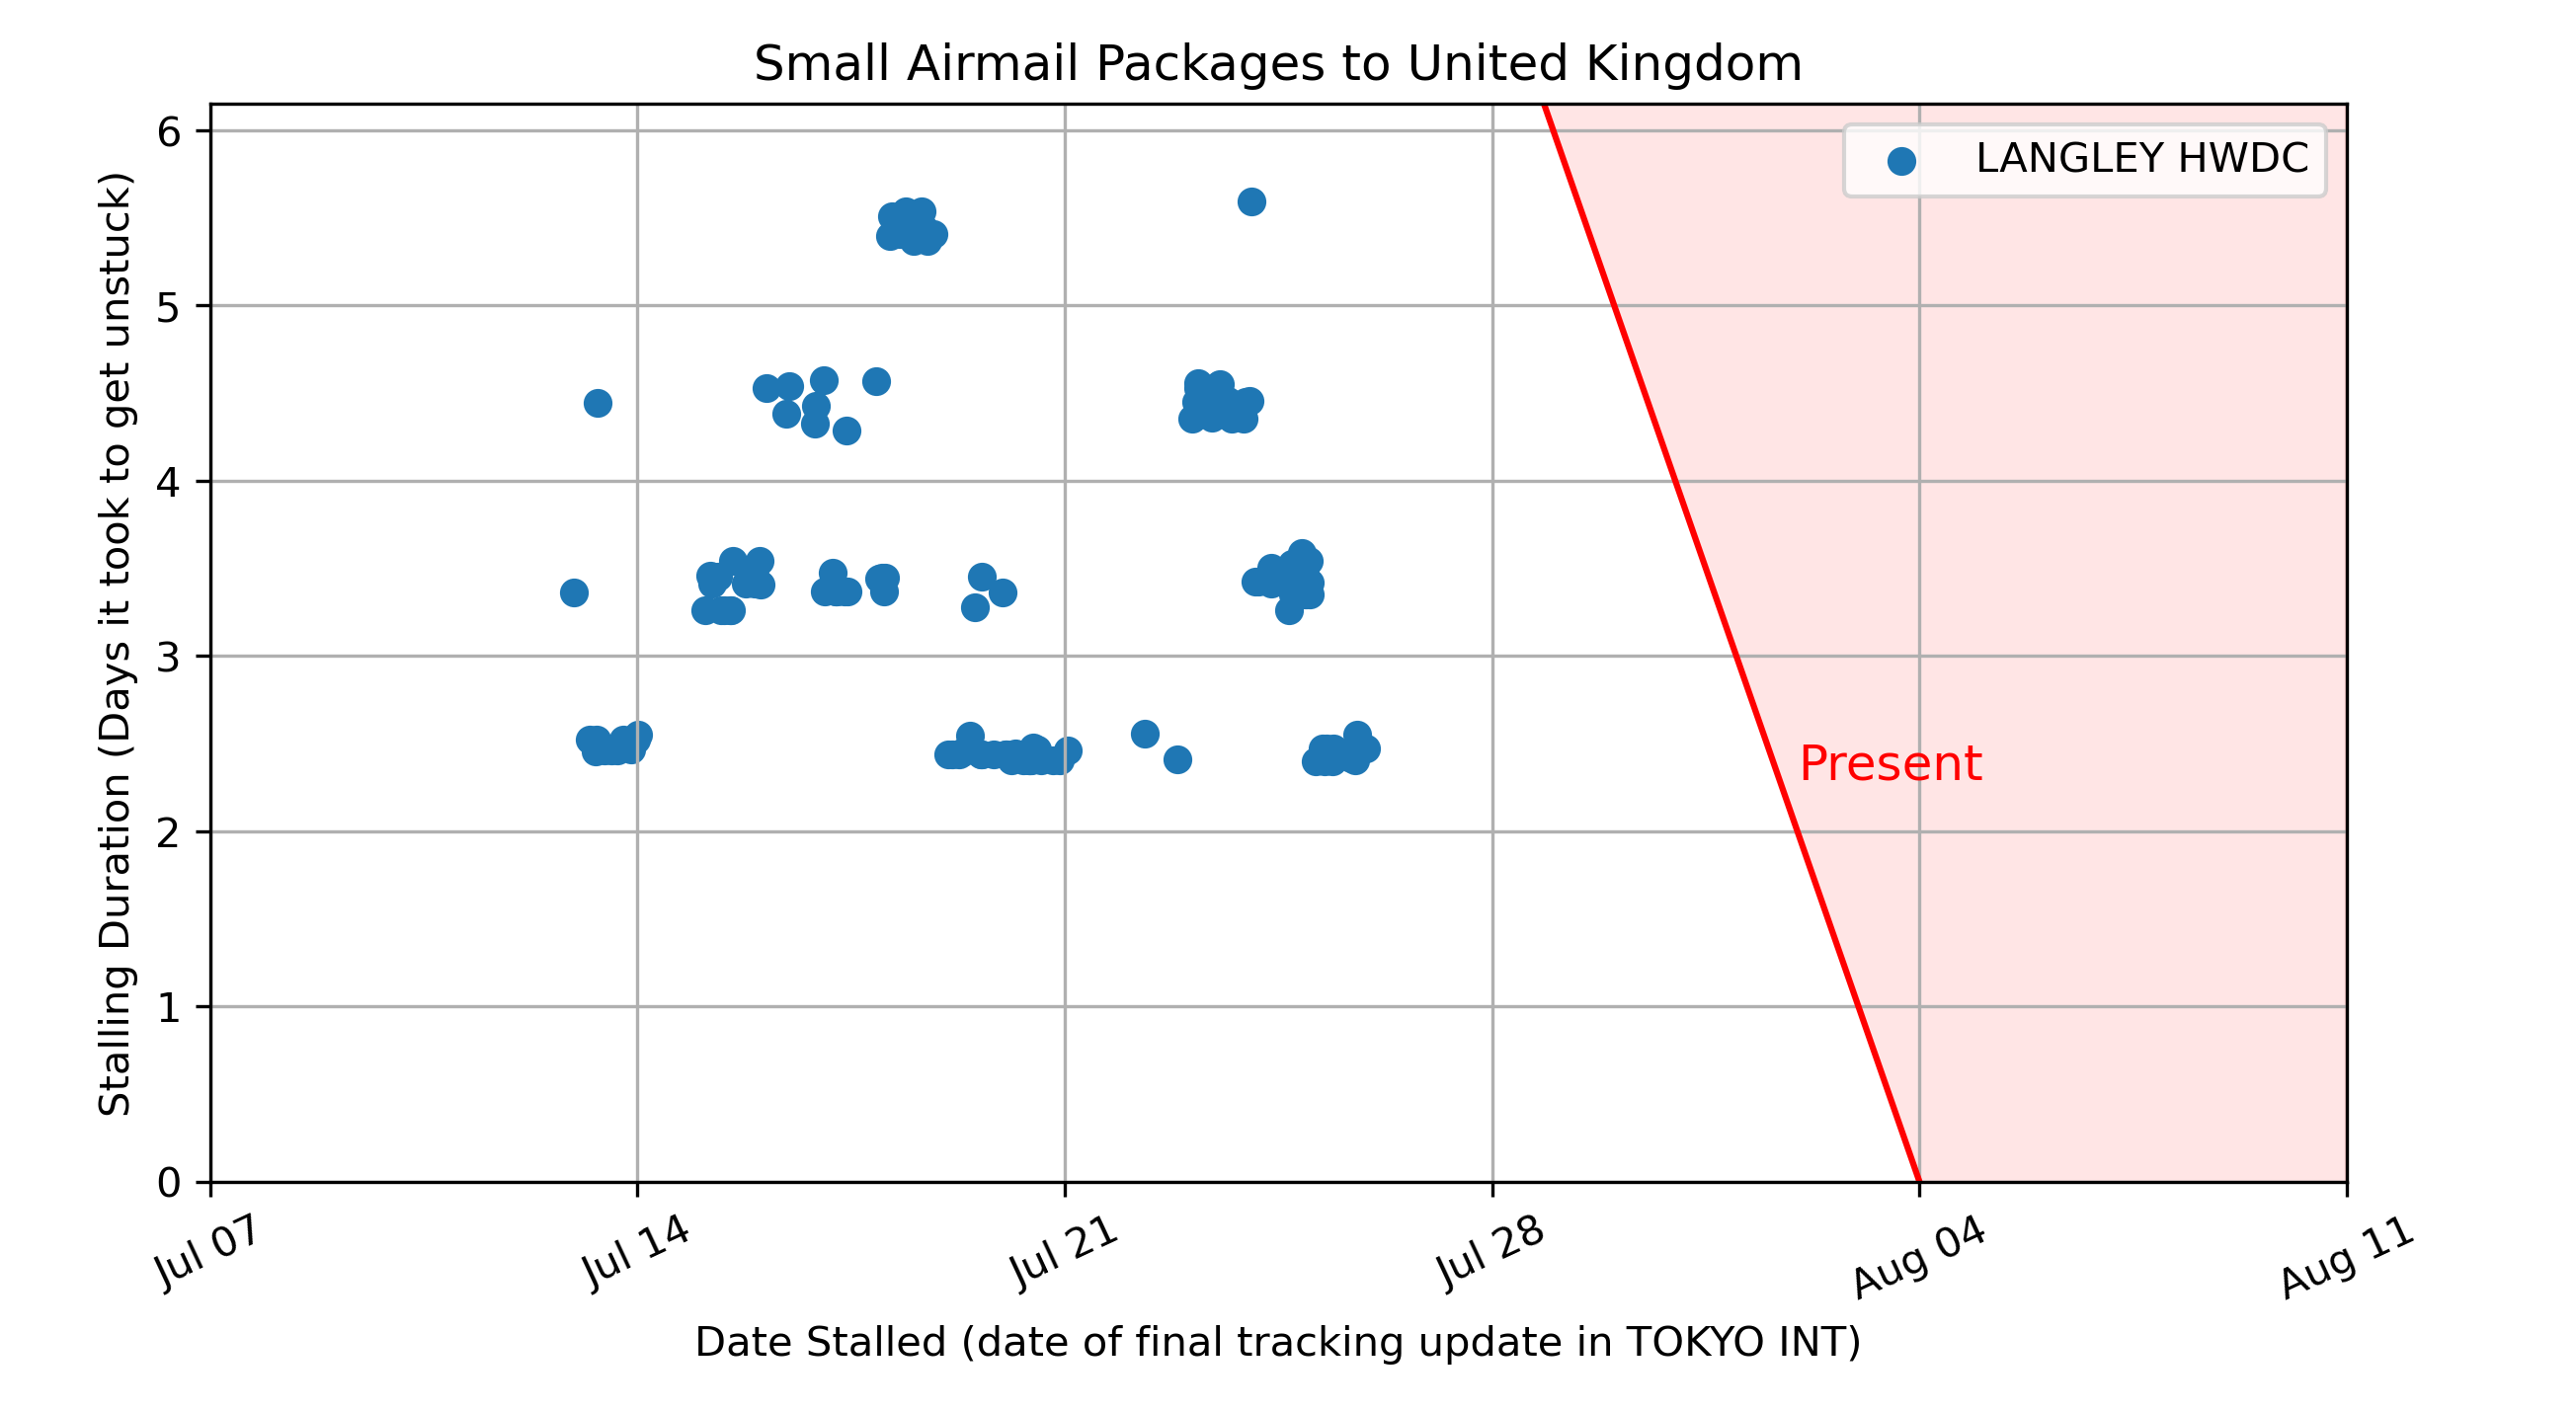 Small Airmail Packages to United Kingdom
LANGLEY HWDC
Present
Stalling Duration (Days it took to get unstuck)
6
5
4
3
2
1
0
Jul 07
Jul 14
Jul 21
Jul 28
Aug 04
Aug 11
Date Stalled (date of final tracking update in TOKYO INT)